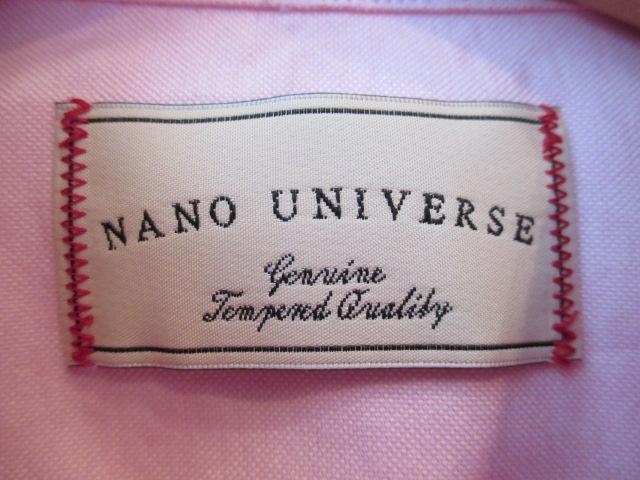 NANO UNIVERSE
Genuine
Tempered Quality